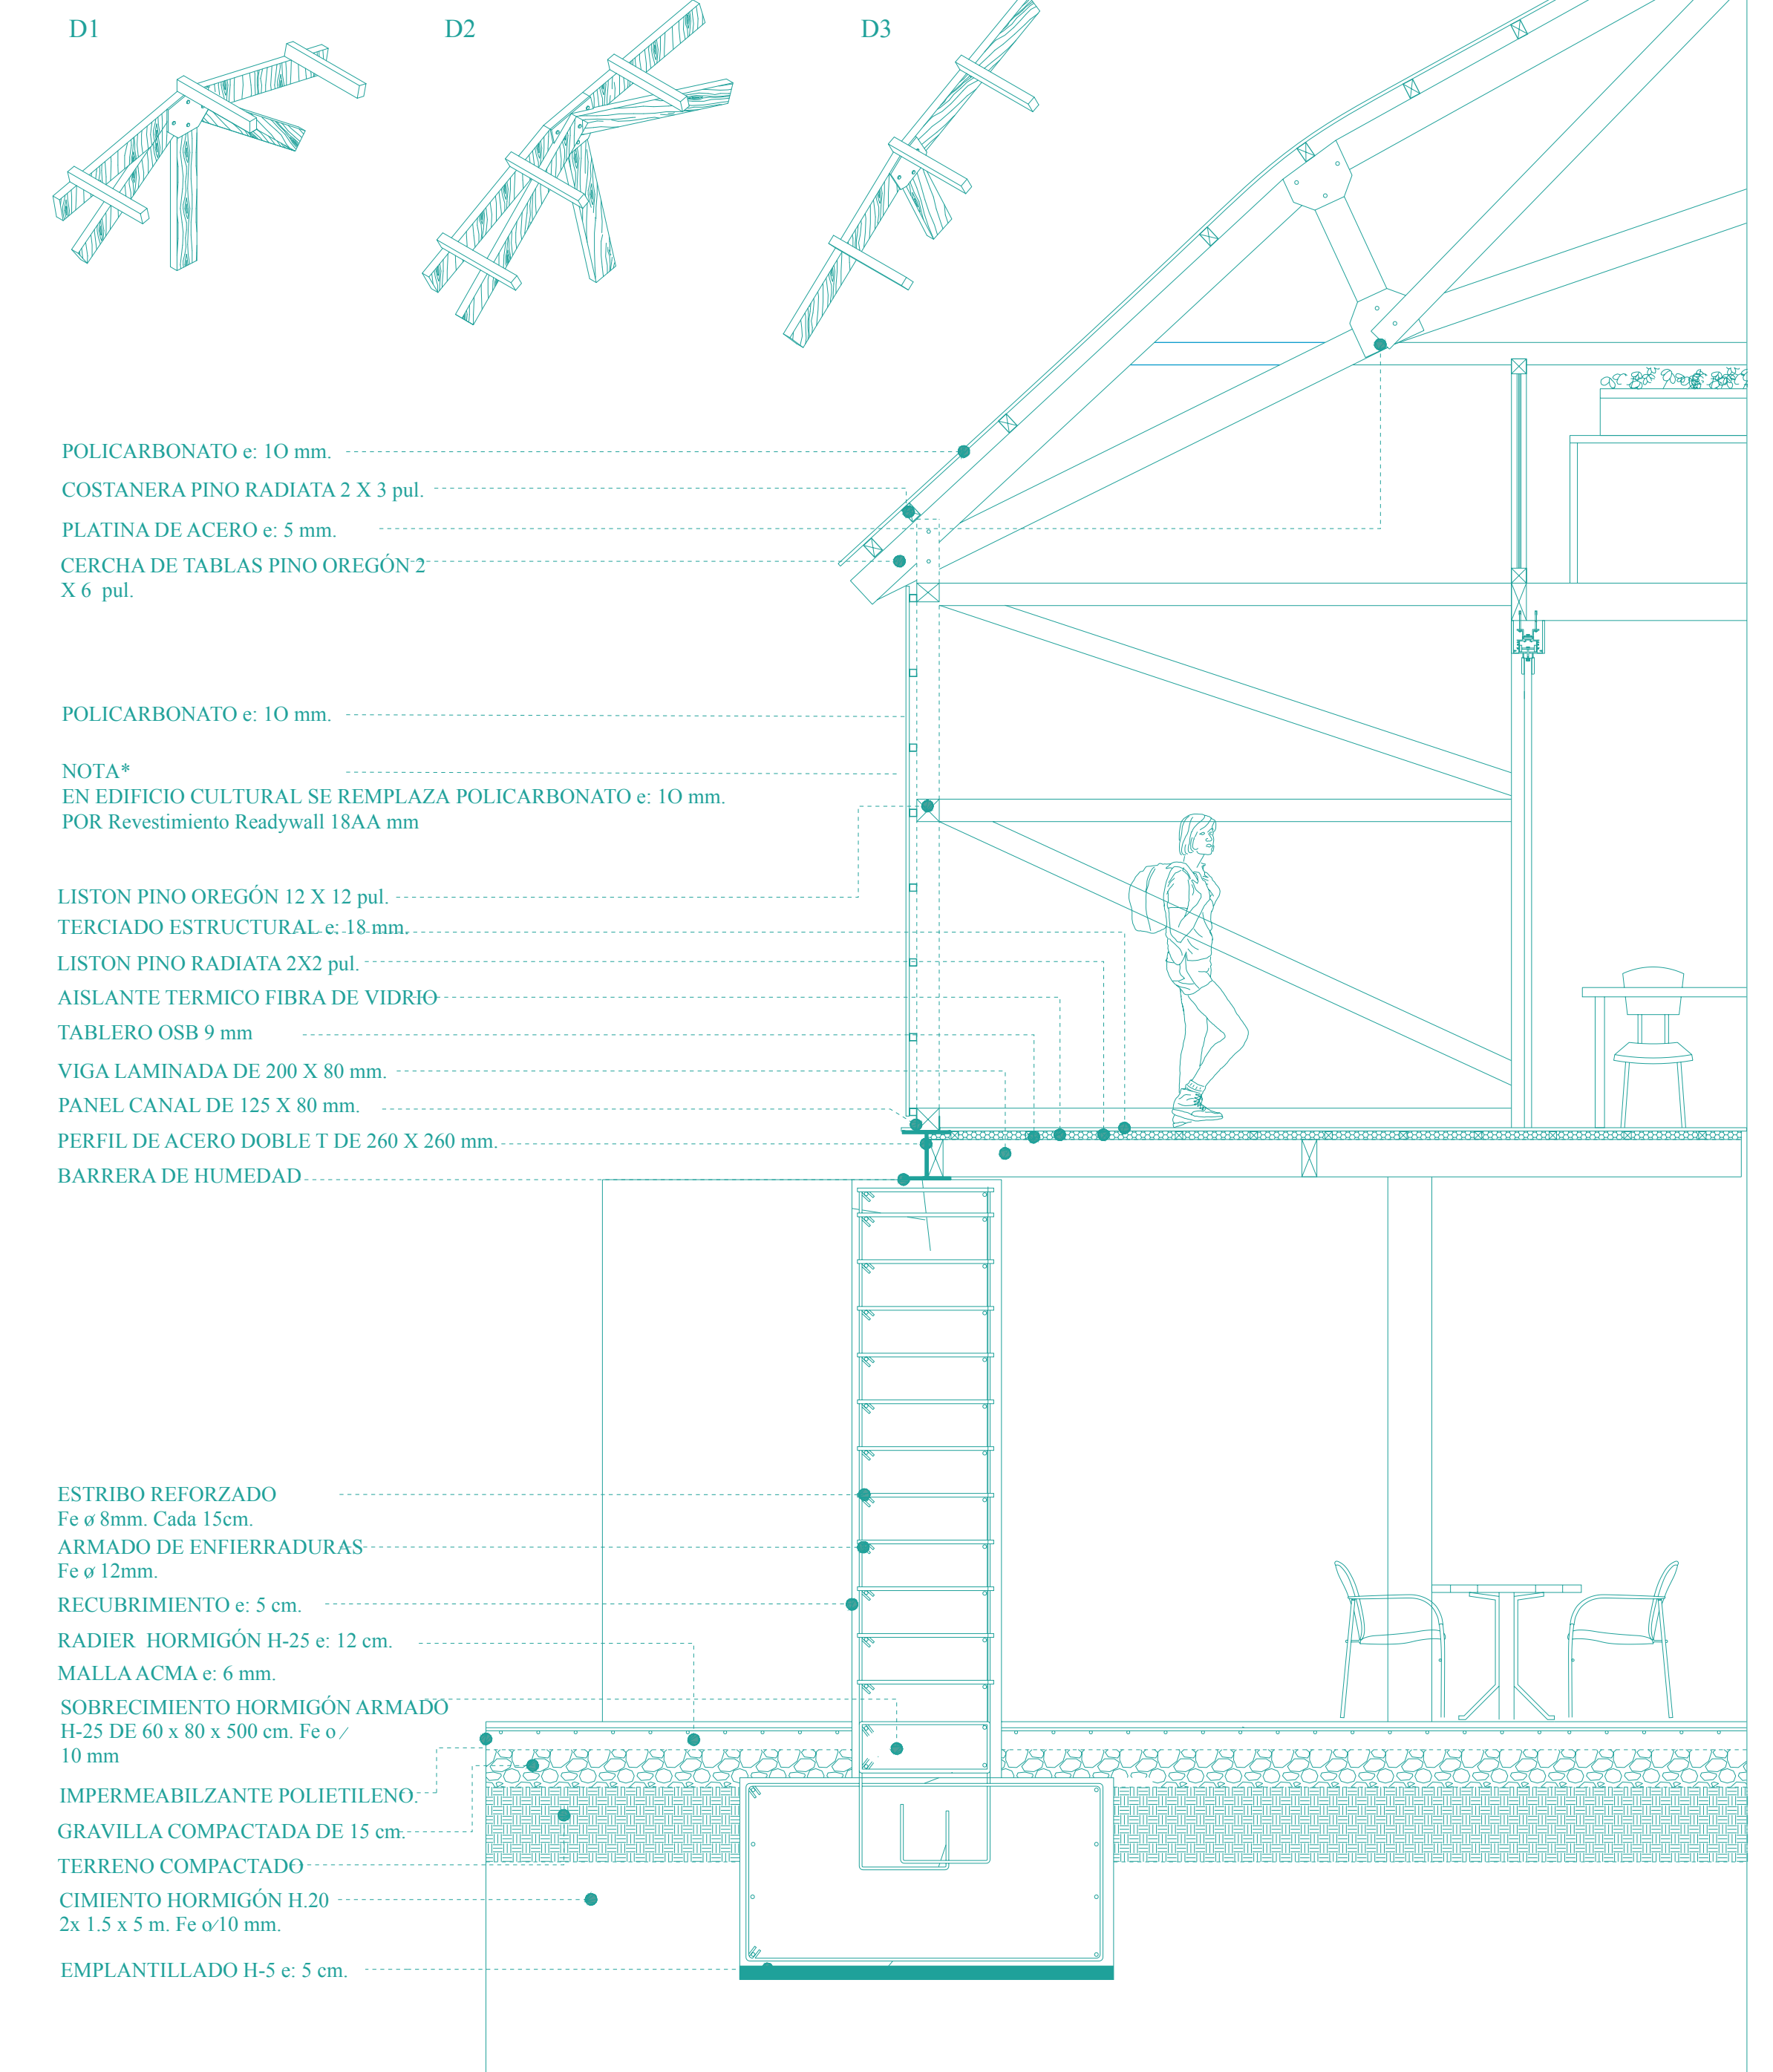 D1
D2
D3
POLICARBONATO e: 1O mm.
COSTANERA PINO RADIATA 2 X 3 pul.
PLATINA DE ACERO e: 5 mm.
CERCHA DE TABLAS PINO OREGÓN 2
X 6 pul.
POLICARBONATO e: 1O mm.
NOTA*
EN EDIFICIO CULTURAL SE REMPLAZA POLICARBONATO e: 1O mm.
POR Revestimiento Readywall 18AA mm
LISTON PINO OREGÓN 12 X 12 pul.
TERCIADO ESTRUCTURAL e: 18 mm.
LISTON PINO RADIATA 2X2 pul.
AISLANTE TERMICO FIBRA DE VIDRIO
TABLERO OSB 9 mm
VIGA LAMINADA DE 200 X 80 mm.
PANEL CANAL DE 125 X 80 mm.
PERFIL DE ACERO DOBLE T DE 260 X 260 mm.
BARRERA DE HUMEDAD
ESTRIBO REFORZADO
Fe ø 8mm. Cada 15cm.
ARMADO DE ENFIERRADURAS
Fe ø 12mm.
RECUBRIMIENTO e: 5 cm.
RADIER HORMIGÓN H-25 e: 12 cm.
MALLA ACMA e: 6 mm.
SOBRECIMIENTO HORMIGÓN ARMADO
H-25 DE 60 x 80 x 500 cm. Fe o ∕
10 mm
IMPERMEABILZANTE POLIETILENO.
GRAVILLA COMPACTADA DE 15 cm.
TERRENO COMPACTADO
CIMIENTO HORMIGÓN H.20
2x 1.5 x 5 m. Fe o∕10 mm.
EMPLANTILLADO H-5 e: 5 cm.